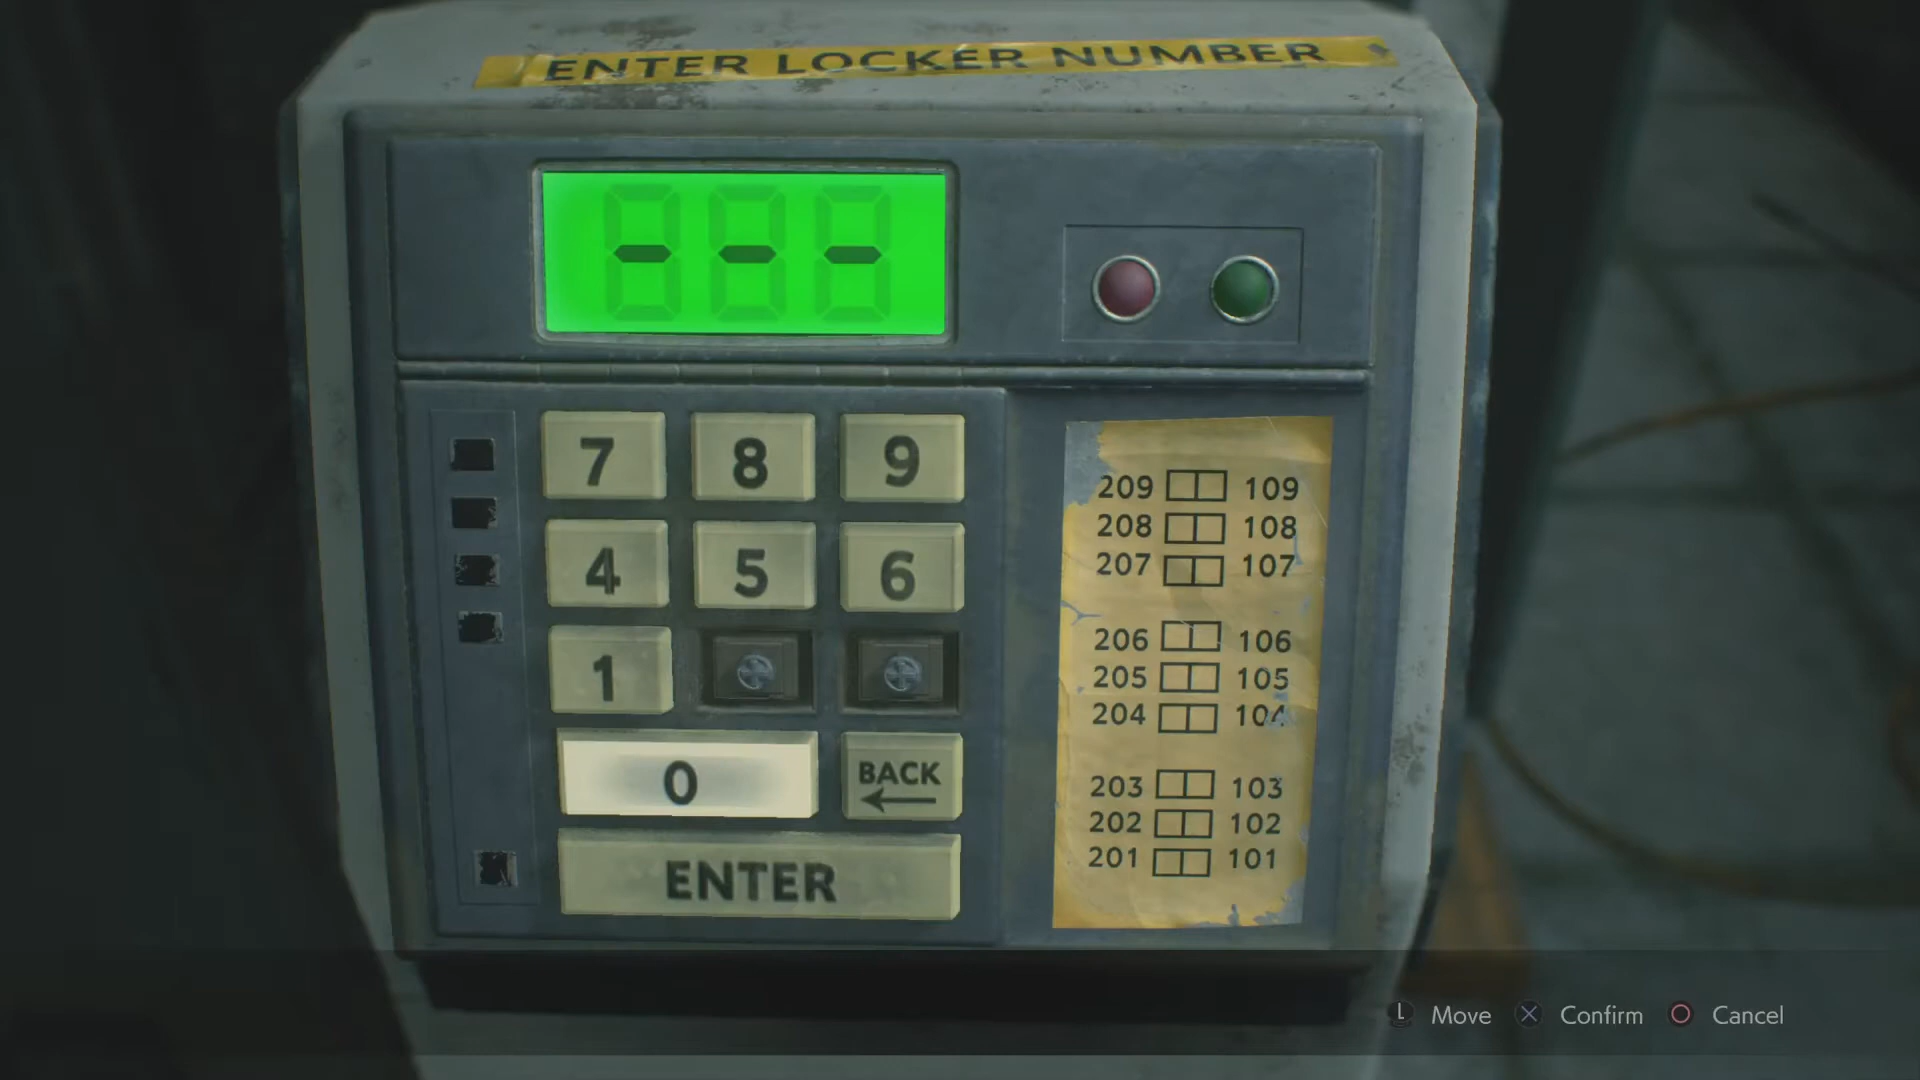 ENTER LOCKER NUMBER
- - -
7 8 9
4 5 6
1
0 BACK
ENTER
209 109
208 108
207 107
206 106
205 105
204 104
203 103
202 102
201 101
L Move Confirm Cancel